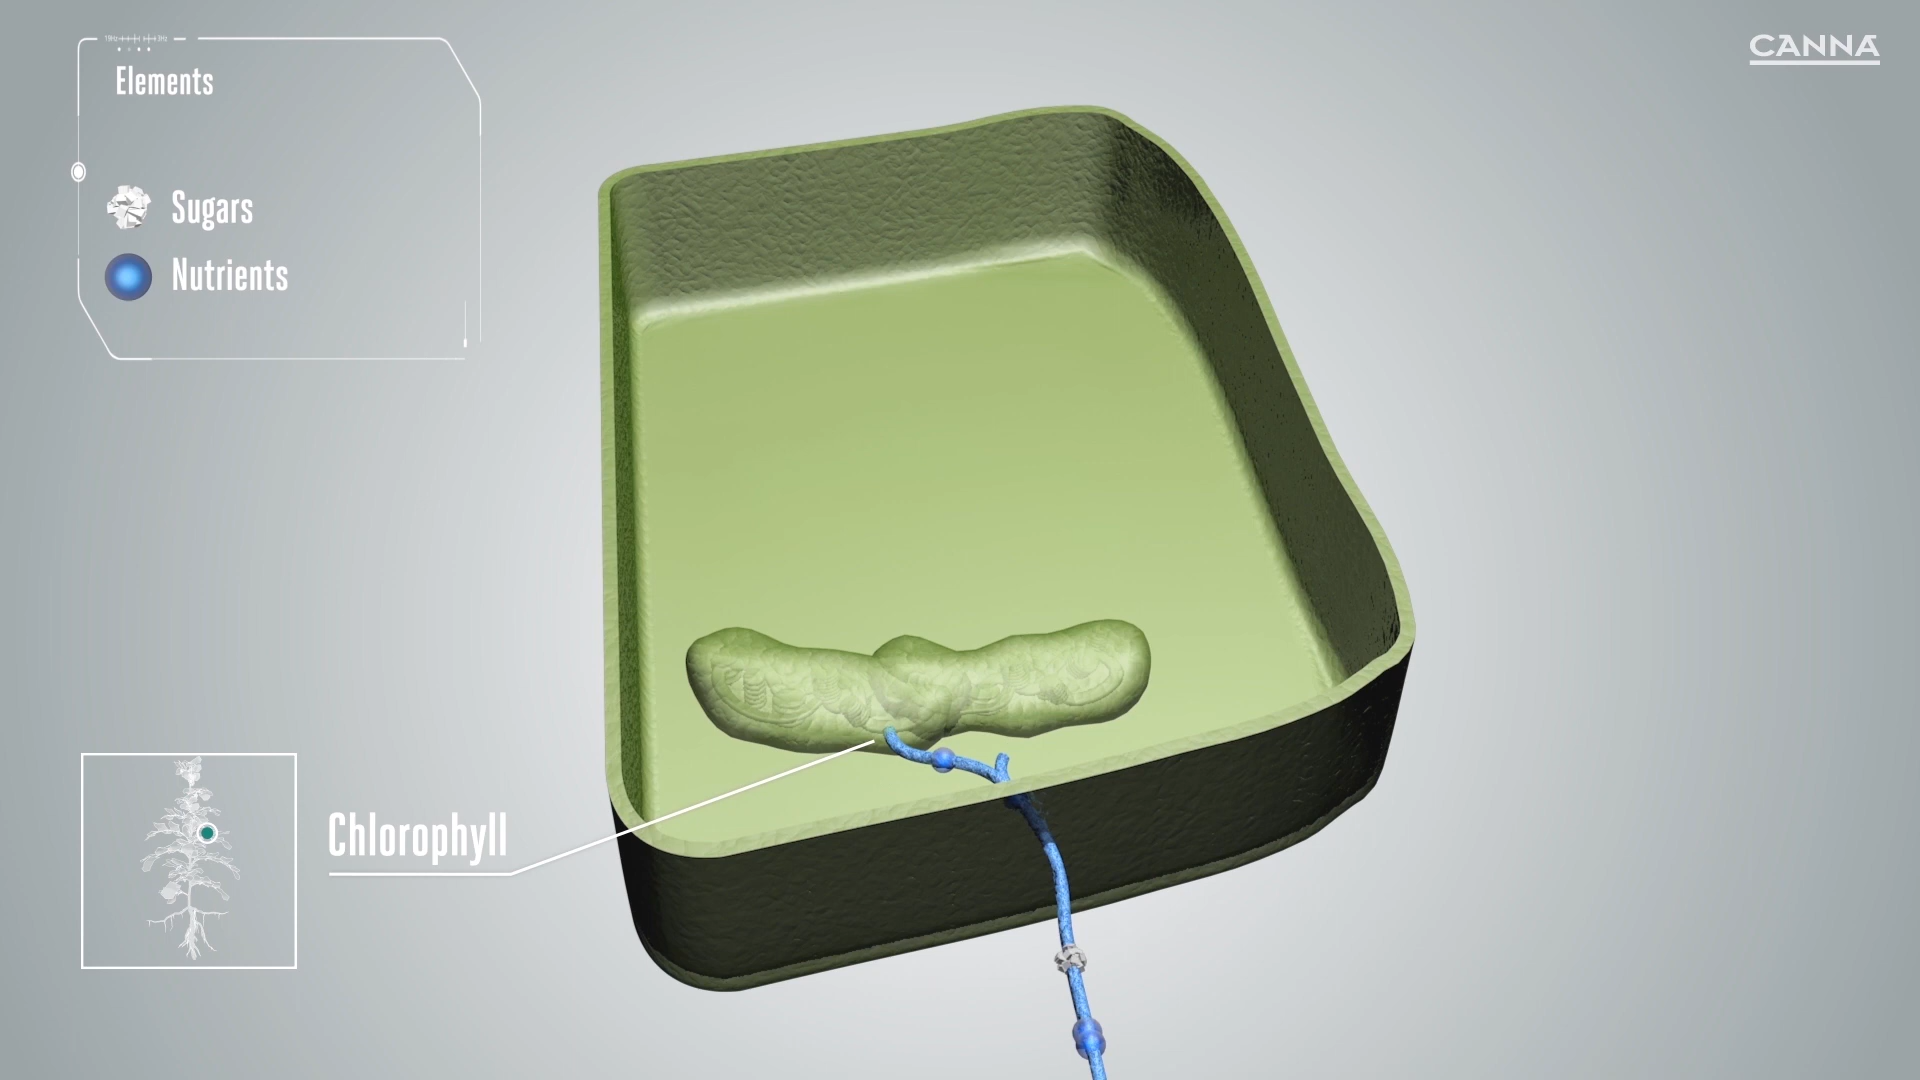 CANNA
Elements
Sugars
Nutrients
Chlorophyll